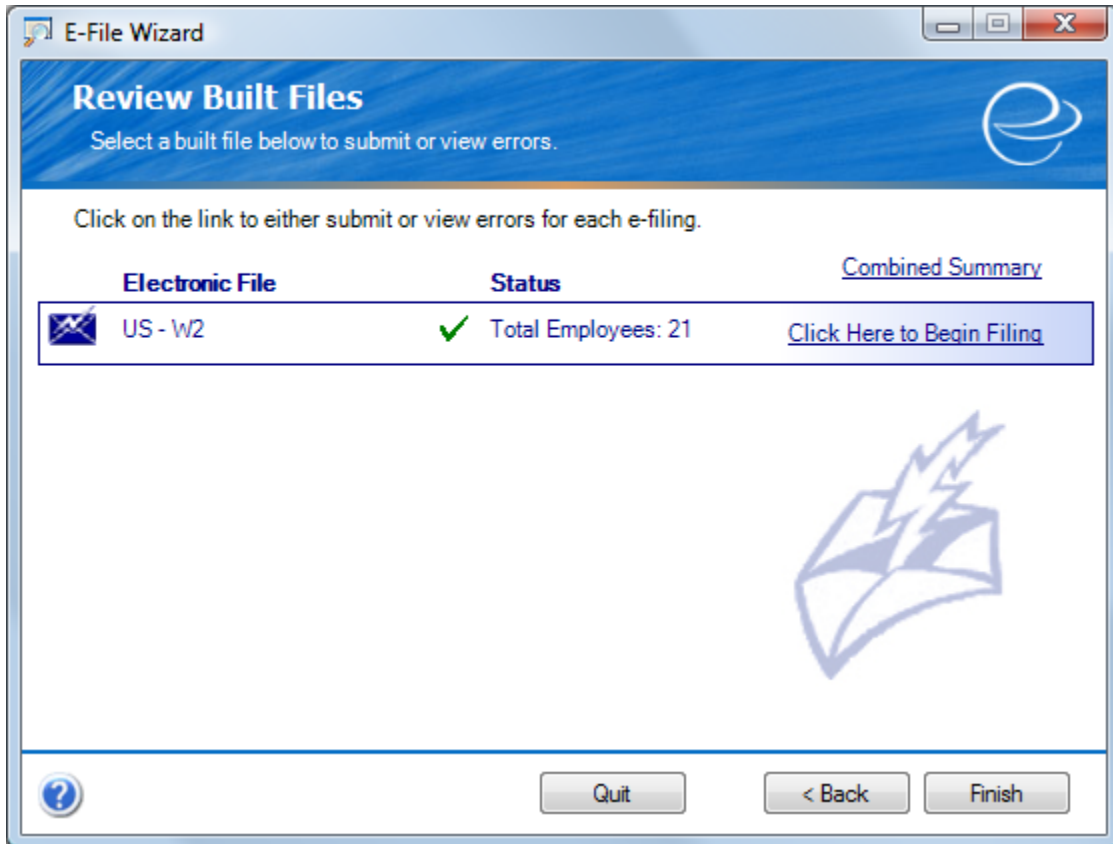 E-File Wizard
Review Built Files
Select a built file below to submit or view errors.
Click on the link to either submit or view errors for each e-filing.
Combined Summary
Electronic File Status
US - W2 Total Employees: 21 Click Here to Begin Filing
? Quit < Back Finish